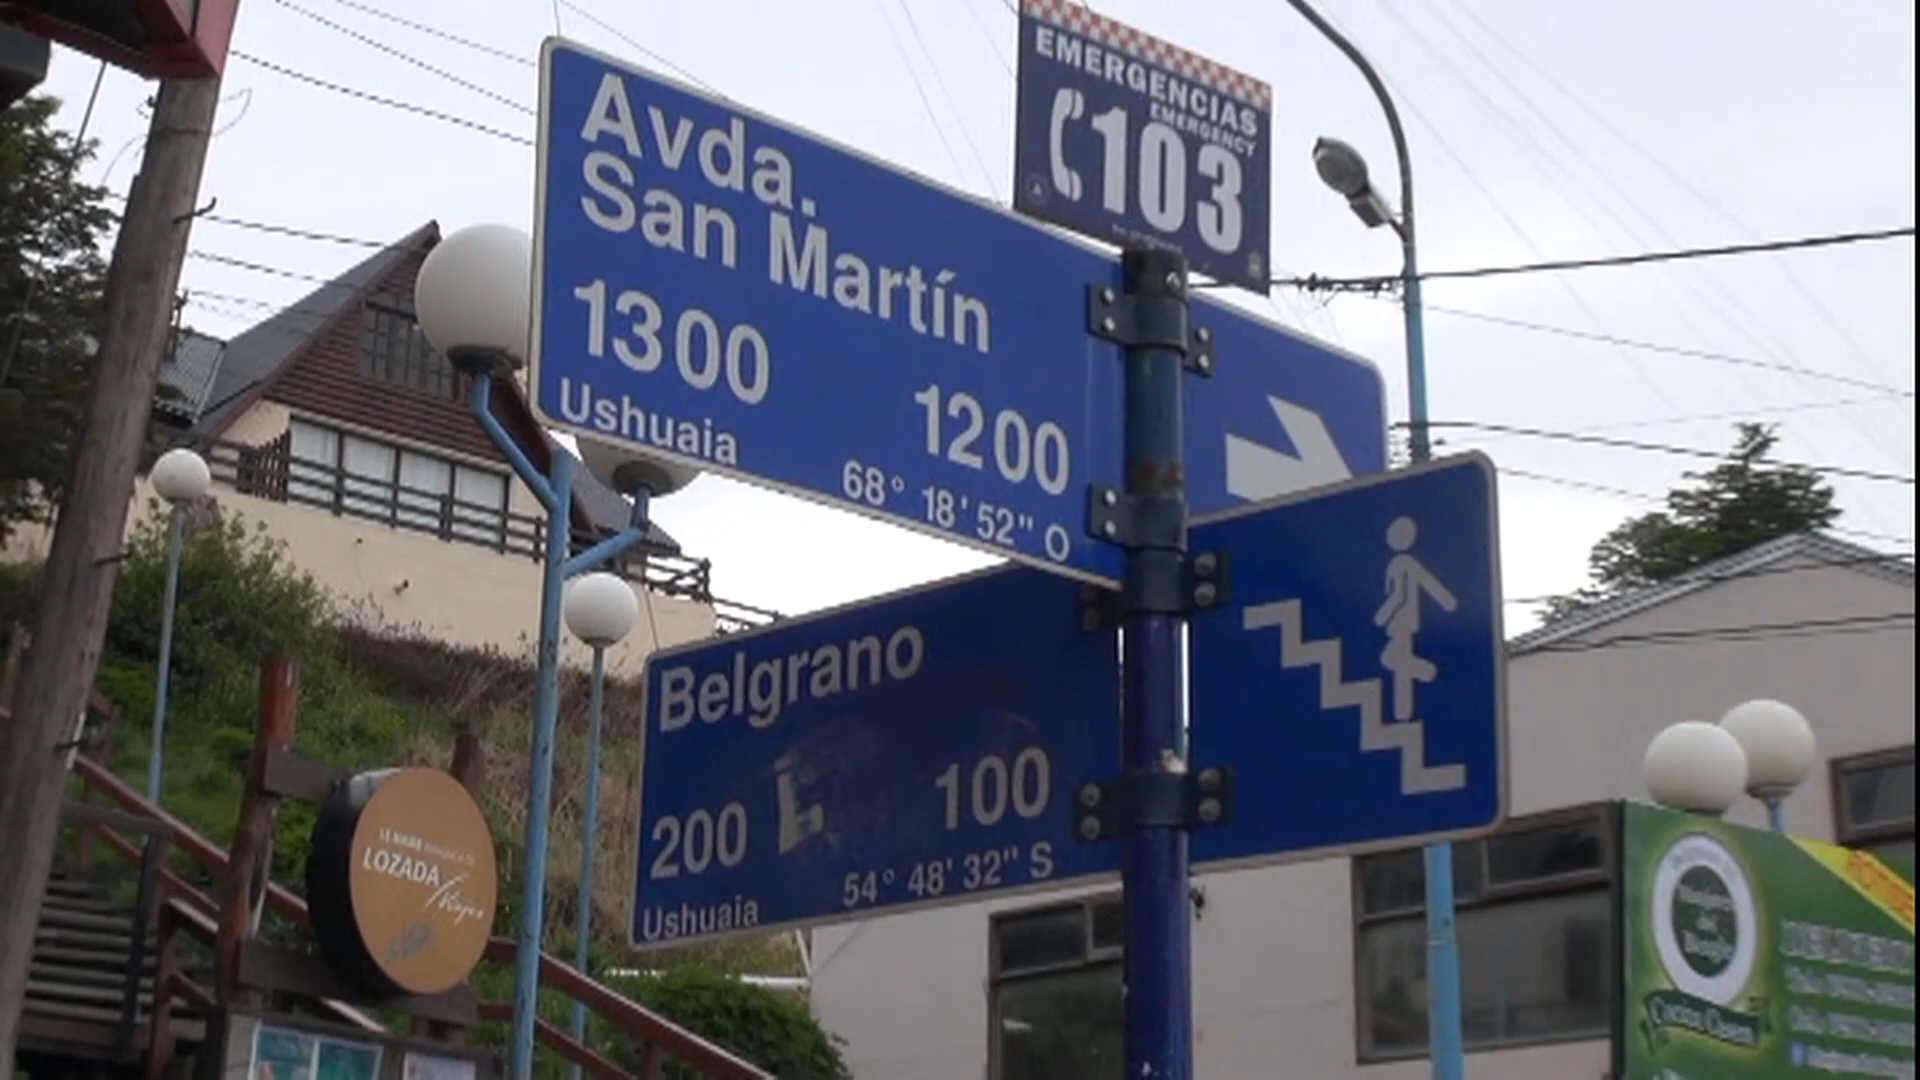 EMERGENCIAS
EMERGENCY
103
Avda.
San Martín
1300 1200
Ushuaia 68° 18' 52" O
Belgrano
200 100
Ushuaia 54° 48' 32" S
LOZADA
Viajes